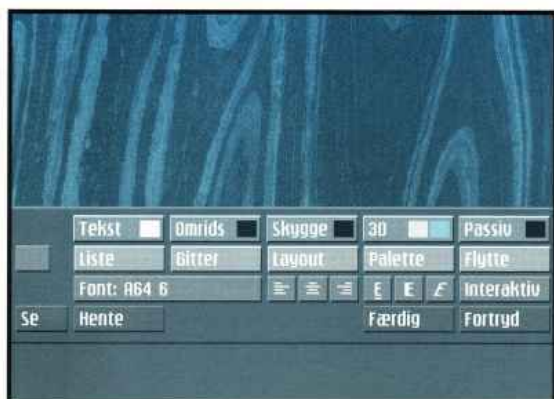 Tekst Omrids Skygge 3D Passiv
Liste Gitter Layout Palette Flytte
Font: A64 6 E E E Interaktiv
Se Hente Færdig Fortryd